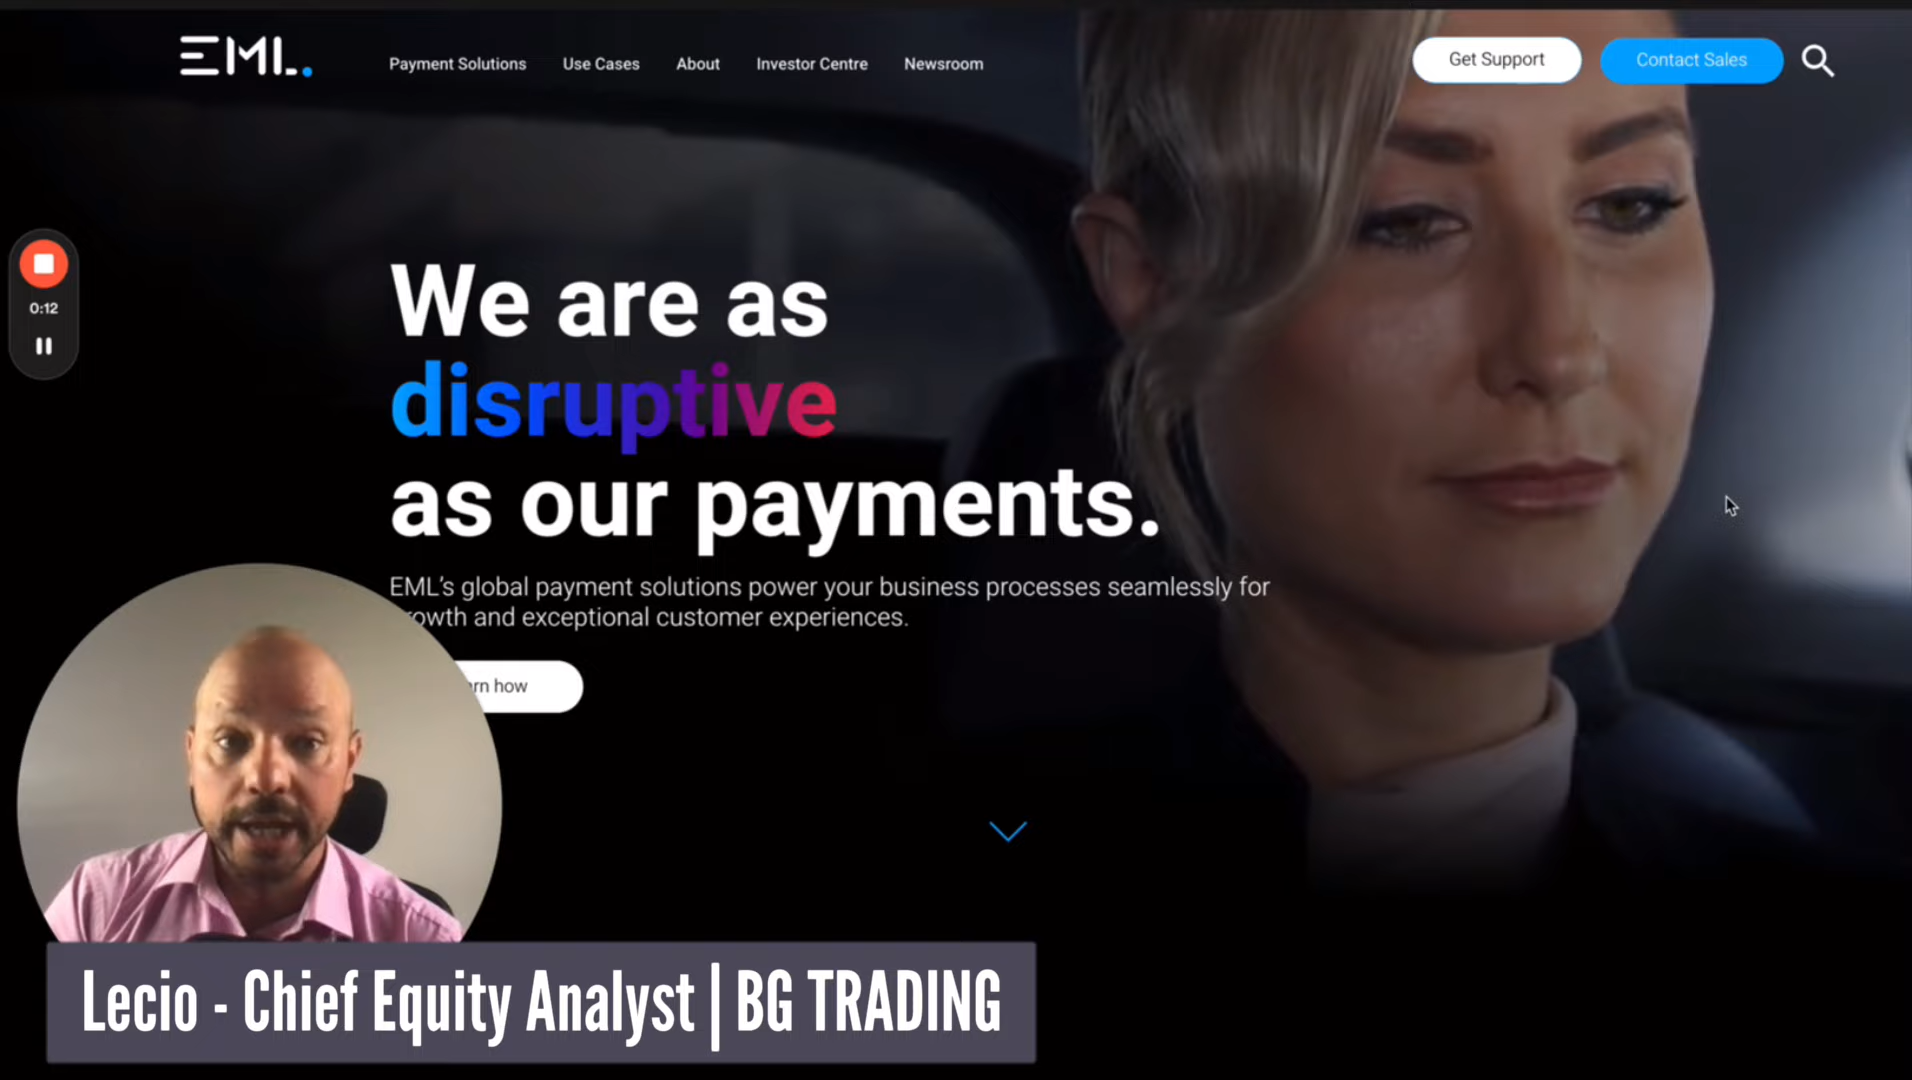 EML.
Payment Solutions
Use Cases
About
Investor Centre
Newsroom
Get Support
Contact Sales
0:12
We are as
disruptive
as our payments.
EML's global payment solutions power your business processes seamlessly for
owth and exceptional customer experiences.
rn how
Lecio - Chief Equity Analyst | BG TRADING